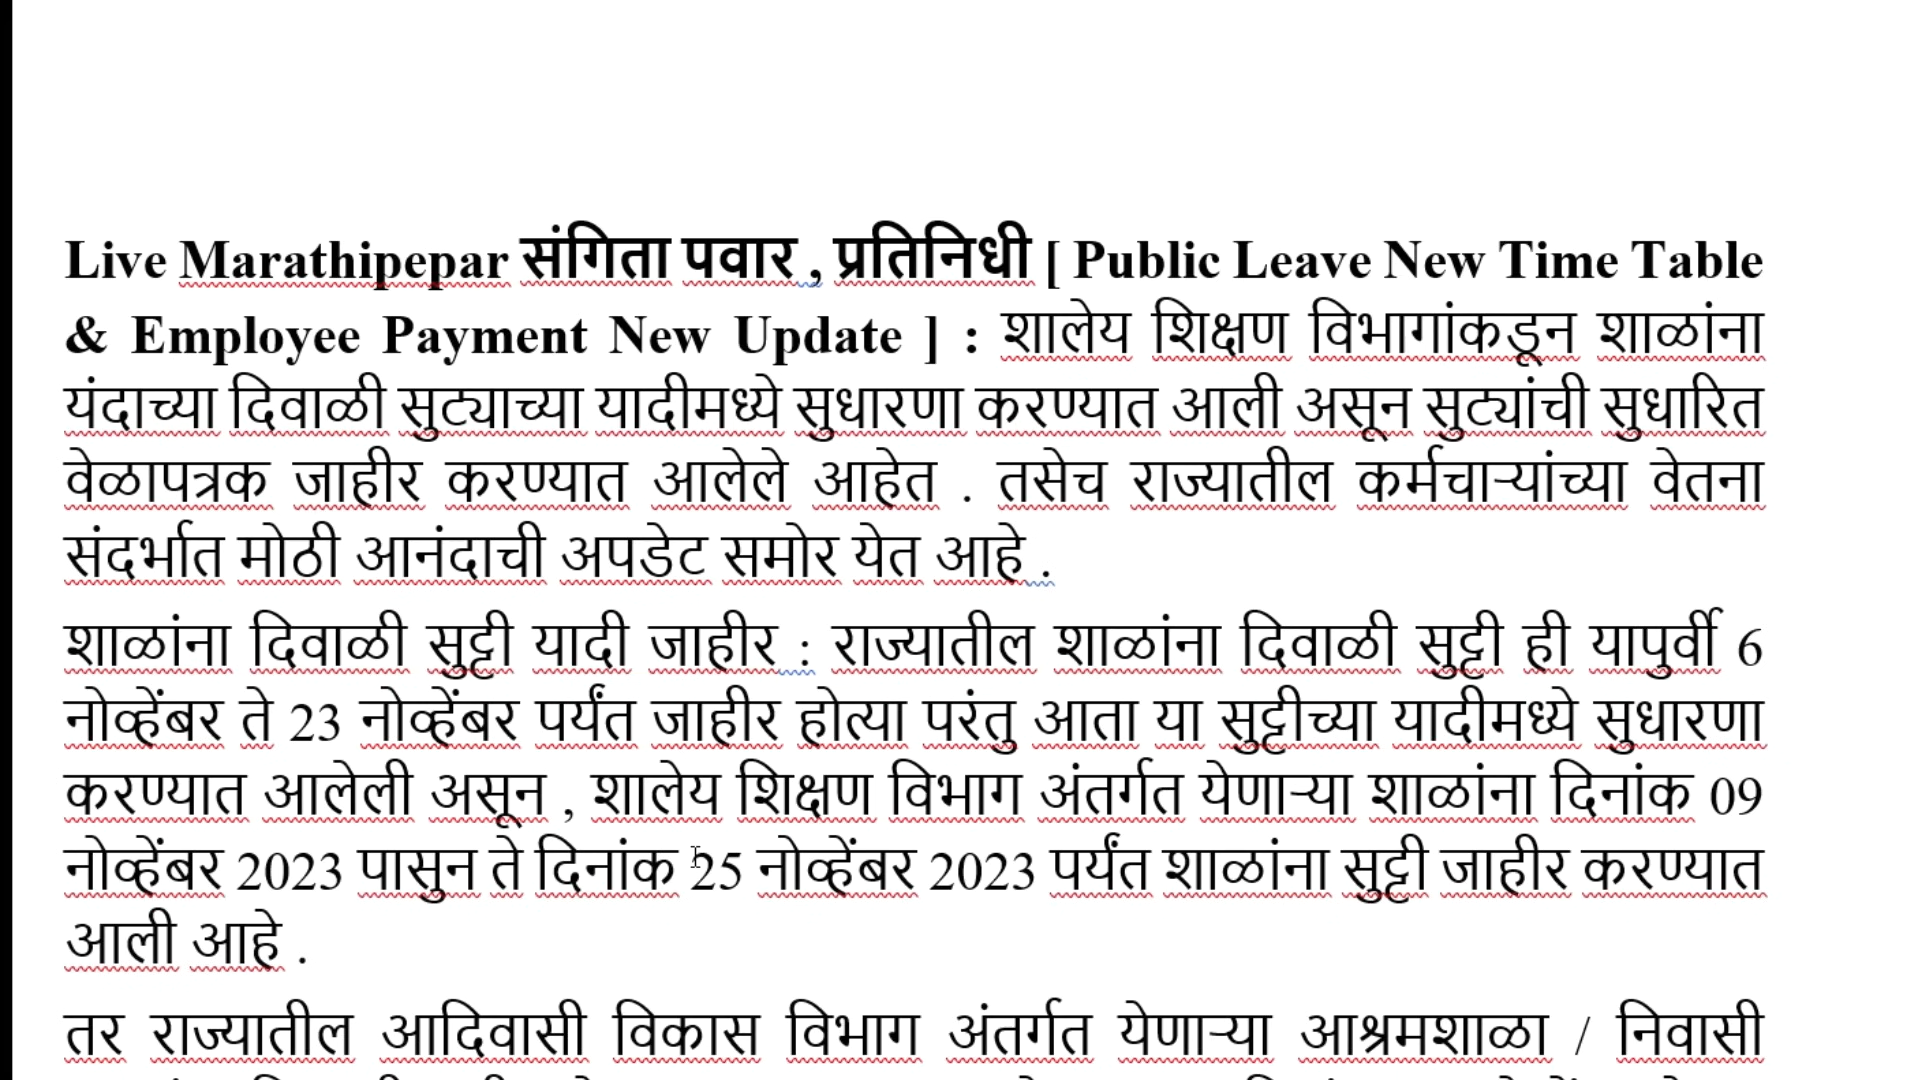 Live Marathipepar संगिता पवार , प्रतिनिधी [ Public Leave New Time Table
& Employee Payment New Update ] : शालेय शिक्षण विभागांकडून शाळांना
यंदाच्या दिवाळी सुट्याच्या यादीमध्ये सुधारणा करण्यात आली असून सुट्यांची सुधारित
वेळापत्रक जाहीर करण्यात आलेले आहेत . तसेच राज्यातील कर्मचाऱ्यांच्या वेतना
संदर्भात मोठी आनंदाची अपडेट समोर येत आहे .
शाळांना दिवाळी सुट्टी यादी जाहीर : राज्यातील शाळांना दिवाळी सुट्टी ही यापुर्वी 6
नोव्हेंबर ते 23 नोव्हेंबर पर्यंत जाहीर होत्या परंतु आता या सुट्टीच्या यादीमध्ये सुधारणा
करण्यात आलेली असून , शालेय शिक्षण विभाग अंतर्गत येणाऱ्या शाळांना दिनांक 09
नोव्हेंबर 2023 पासुन ते दिनांक 25 नोव्हेंबर 2023 पर्यंत शाळांना सुट्टी जाहीर करण्यात
आली आहे .
तर राज्यातील आदिवासी विकास विभाग अंतर्गत येणाऱ्या आश्रमशाळा / निवासी